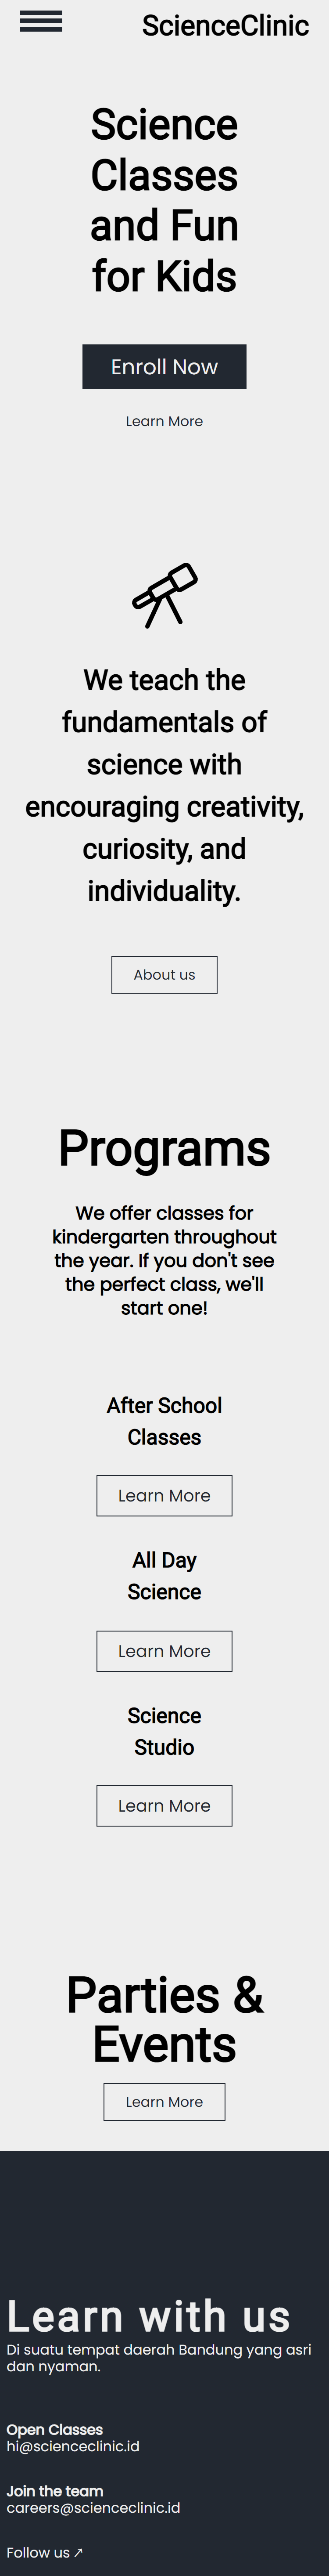 ScienceClinic
Science
Classes
and Fun
for Kids
Enroll Now
Learn More
We teach the
fundamentals of
science with
encouraging creativity,
curiosity, and
individuality.
About us
Programs
We offer classes for
kindergarten throughout
the year. If you don't see
the perfect class, we'll
start one!
After School
Classes
Learn More
All Day
Science
Learn More
Science
Studio
Learn More
Parties &
Events
Learn More
Learn with us
Di suatu tempat daerah Bandung yang asri
dan nyaman.
Open Classes
hi@scienceclinic.id
Join the team
careers@scienceclinic.id
Follow us ↗